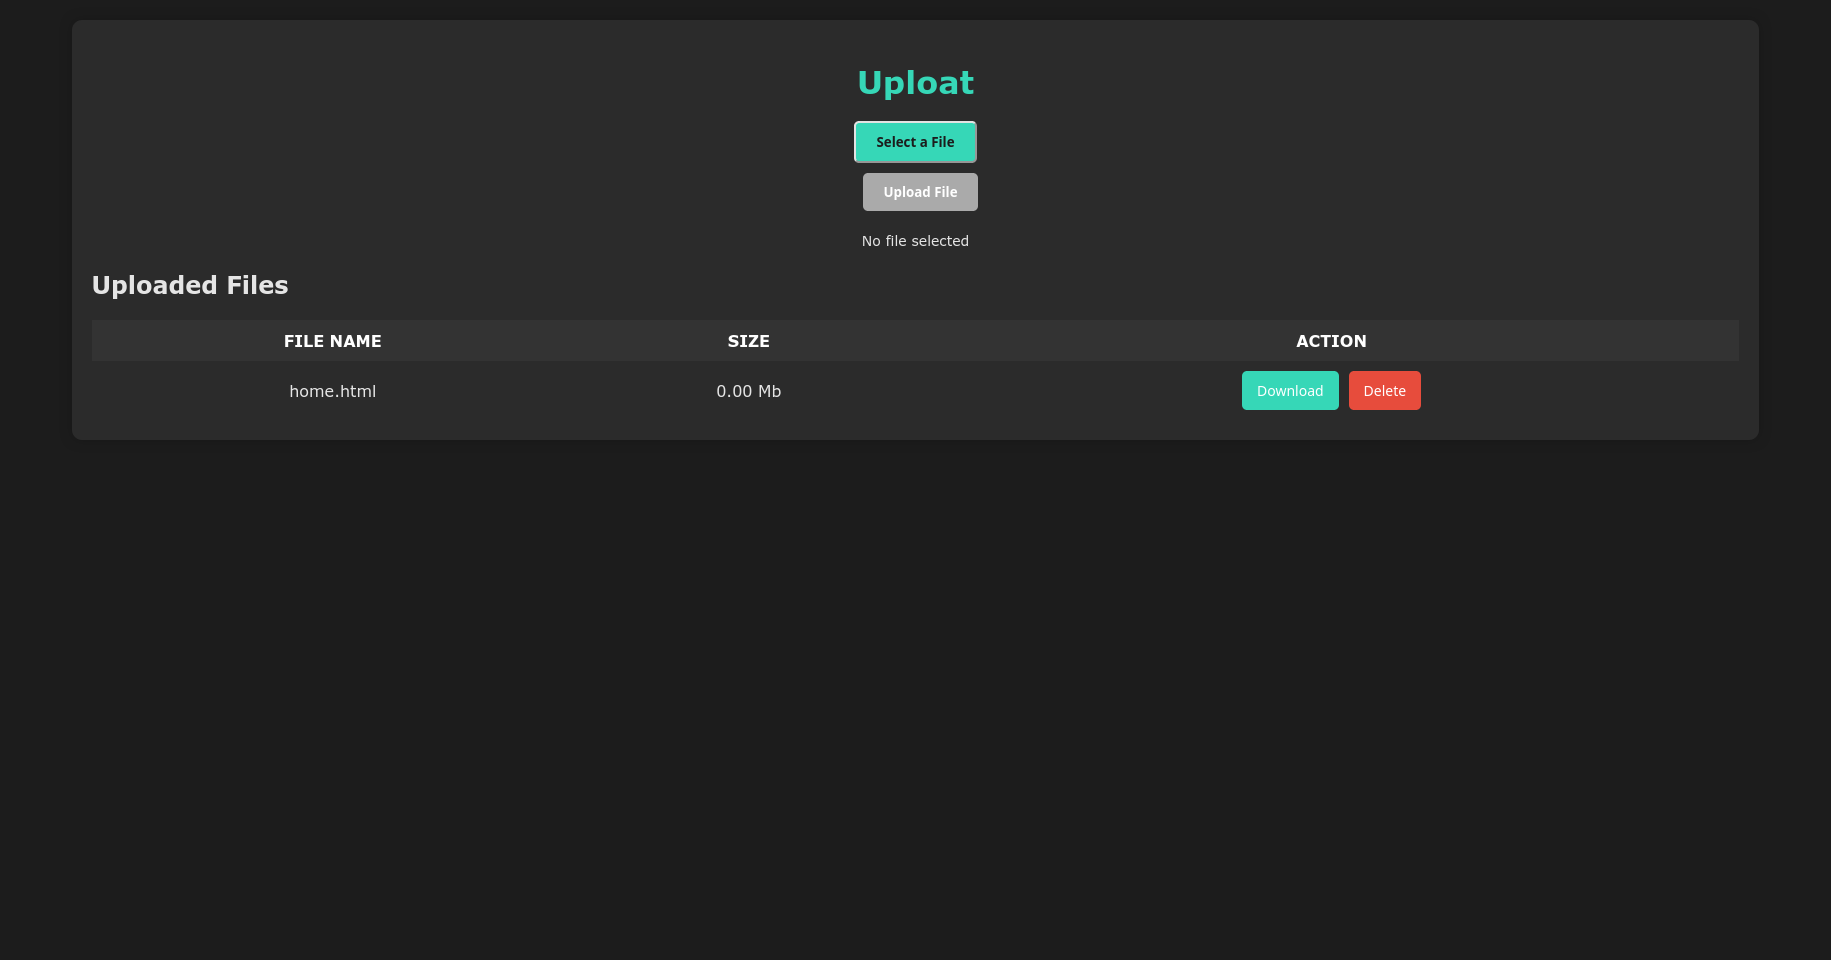 Uploat
Select a File
Upload File
No file selected
Uploaded Files
FILE NAME SIZE ACTION
home.html 0.00 Mb Download Delete